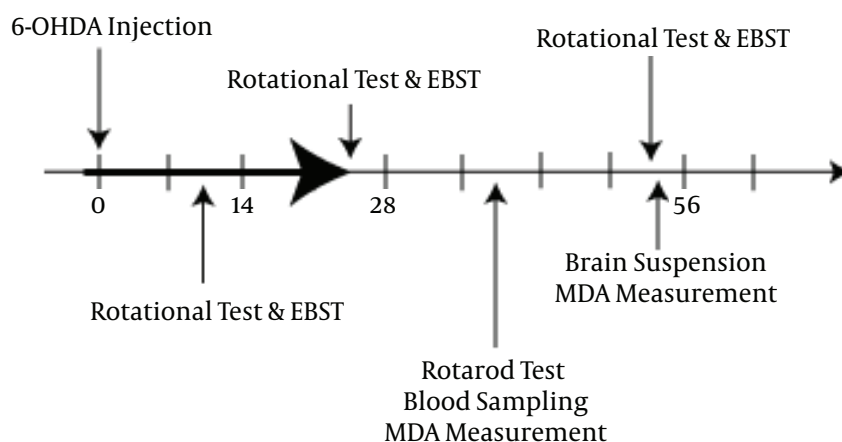 6-OHDA Injection
Rotational Test & EBST
Rotational Test & EBST
0
14
28
56
Rotational Test & EBST
Brain Suspension
MDA Measurement
Rotarod Test
Blood Sampling
MDA Measurement